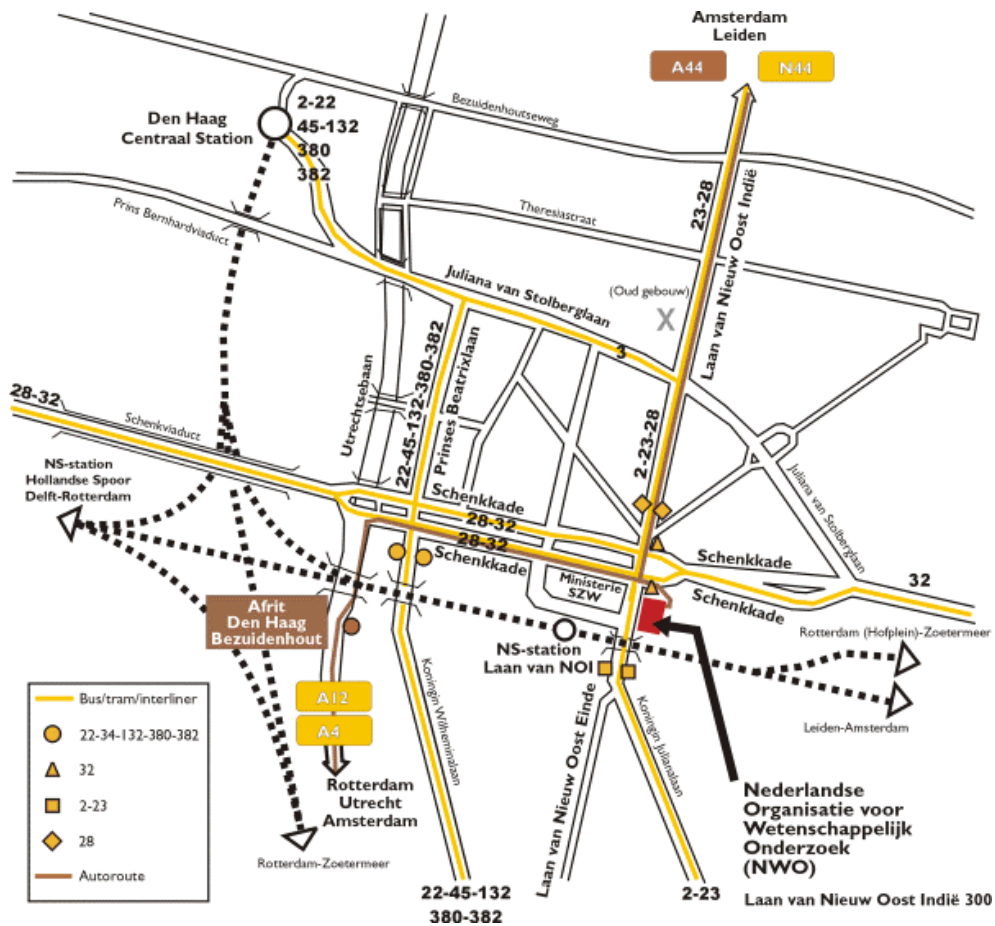 Amsterdam
Leiden
A44
N44
Bezuidenhoutseweg
Den Haag
Centraal Station
2-22
45-132
380
382
23-28
Laan van Nieuw Oost Indië
Theresiastraat
Prins Bernhardviaduct
Juliana van Stolberglaan
(Oud gebouw)
X
3
28-32
Schenkviaduct
Utrechtsebaan
22-45-132-380-382
Prinses Beatrixlaan
2-23-28
Juliana van Stolberglaan
NS-station
Hollandse Spoor
Delft-Rotterdam
Schenkkade
28-32
28-32
Schenkkade
Schenkkade
Schenkkade
32
Ministerie
SZW
Afrit
Den Haag
Bezuidenhout
NS-station
Laan van NOI
Rotterdam (Hofplein)-Zoetermeer
Leiden-Amsterdam
A12
A4
Rotterdam
Utrecht
Amsterdam
Koningin Wilheminalaan
Laan van Nieuw Oost Einde
Koningin Julianalaan
Rotterdam-Zoetermeer
22-45-132
380-382
2-23
Nederlandse
Organisatie voor
Wetenschappelijk
Onderzoek
(NWO)
Laan van Nieuw Oost Indië 300
Bus/tram/interliner
22-34-132-380-382
32
2-23
28
Autoroute